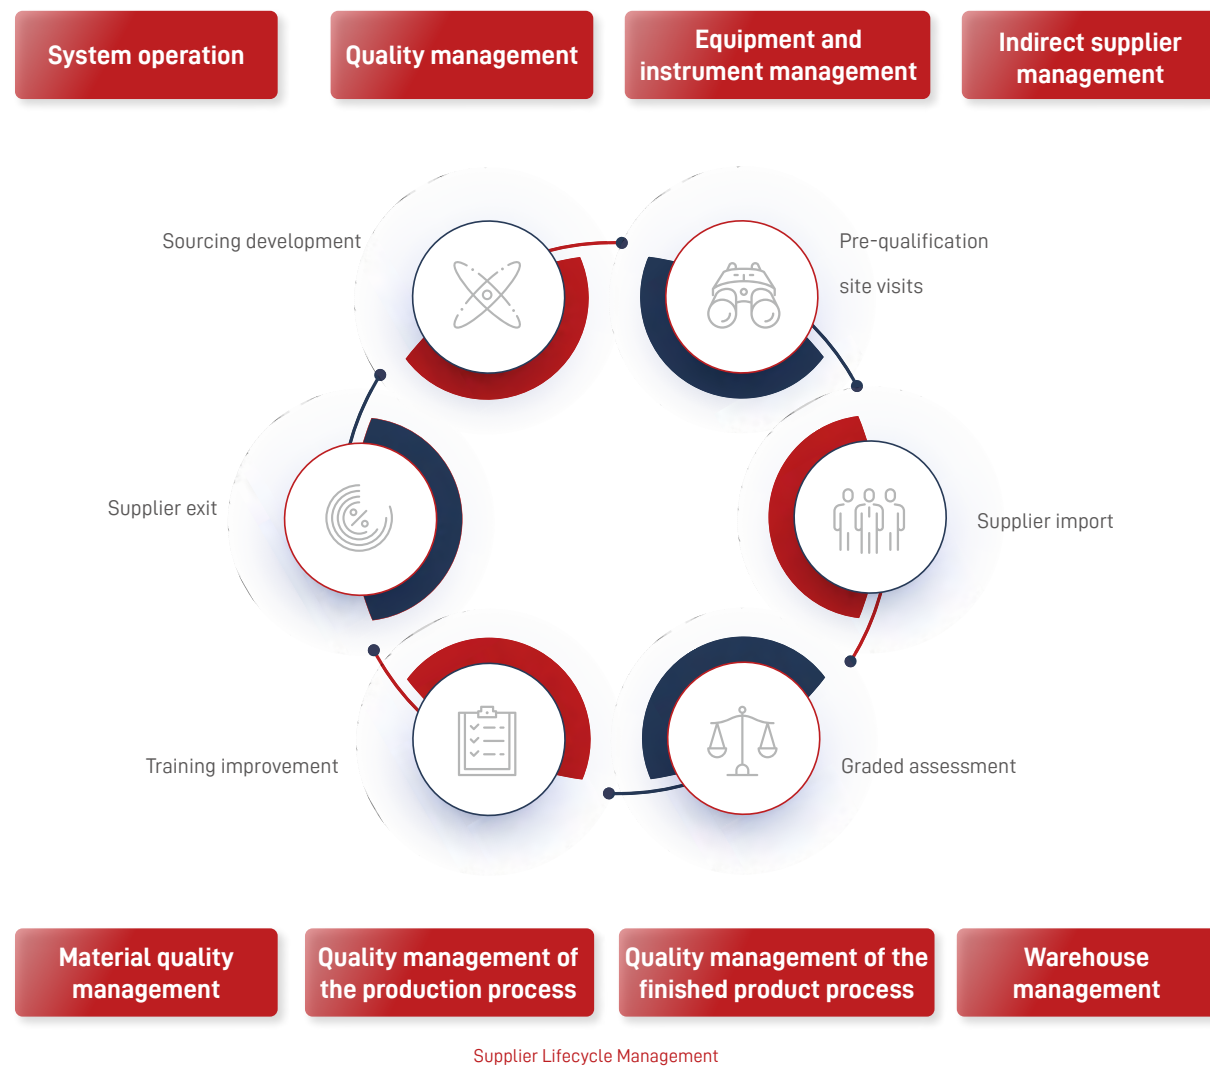 System operation
Quality management
Equipment and
instrument management
Indirect supplier
management
Sourcing development
Pre-qualification
site visits
Supplier exit
Supplier import
Training improvement
Graded assessment
Material quality
management
Quality management of
the production process
Quality management of the
finished product process
Warehouse
management
Supplier Lifecycle Management